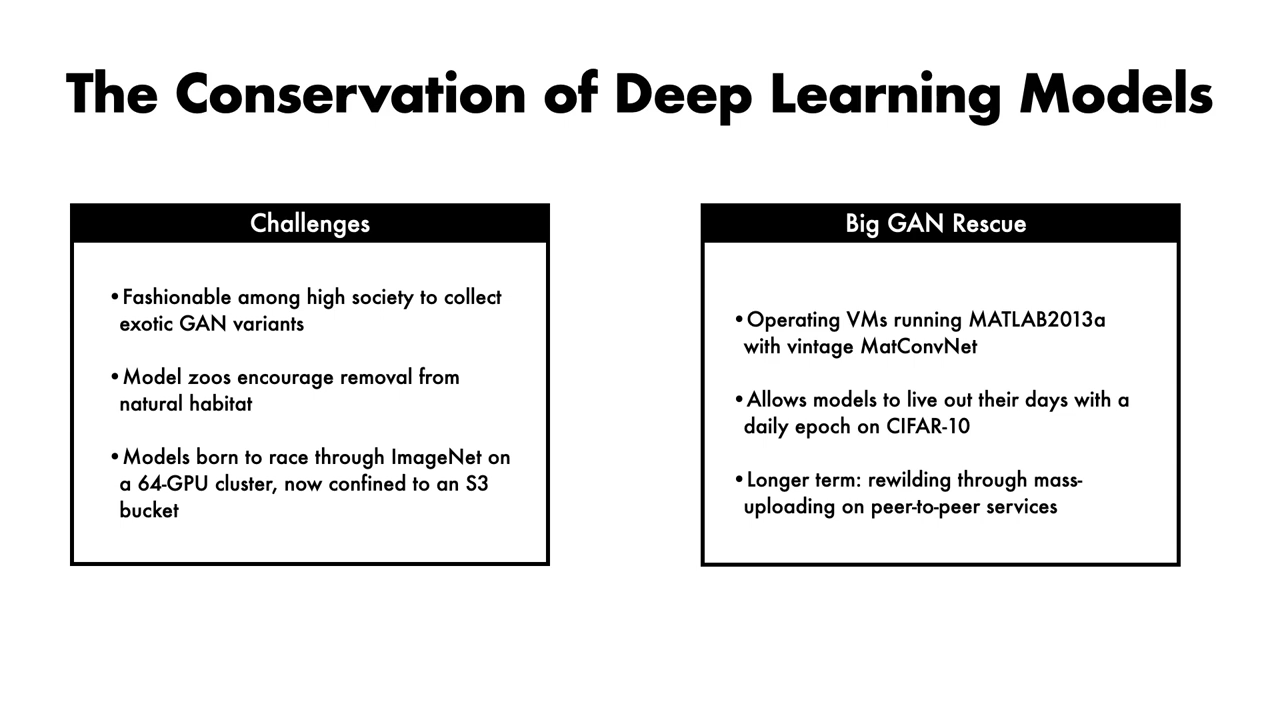 The Conservation of Deep Learning Models
Challenges
•Fashionable among high society to collect
exotic GAN variants
•Model zoos encourage removal from
natural habitat
•Models born to race through ImageNet on
a 64-GPU cluster, now confined to an S3
bucket
Big GAN Rescue
•Operating VMs running MATLAB2013a
with vintage MatConvNet
•Allows models to live out their days with a
daily epoch on CIFAR-10
•Longer term: rewilding through mass-
uploading on peer-to-peer services